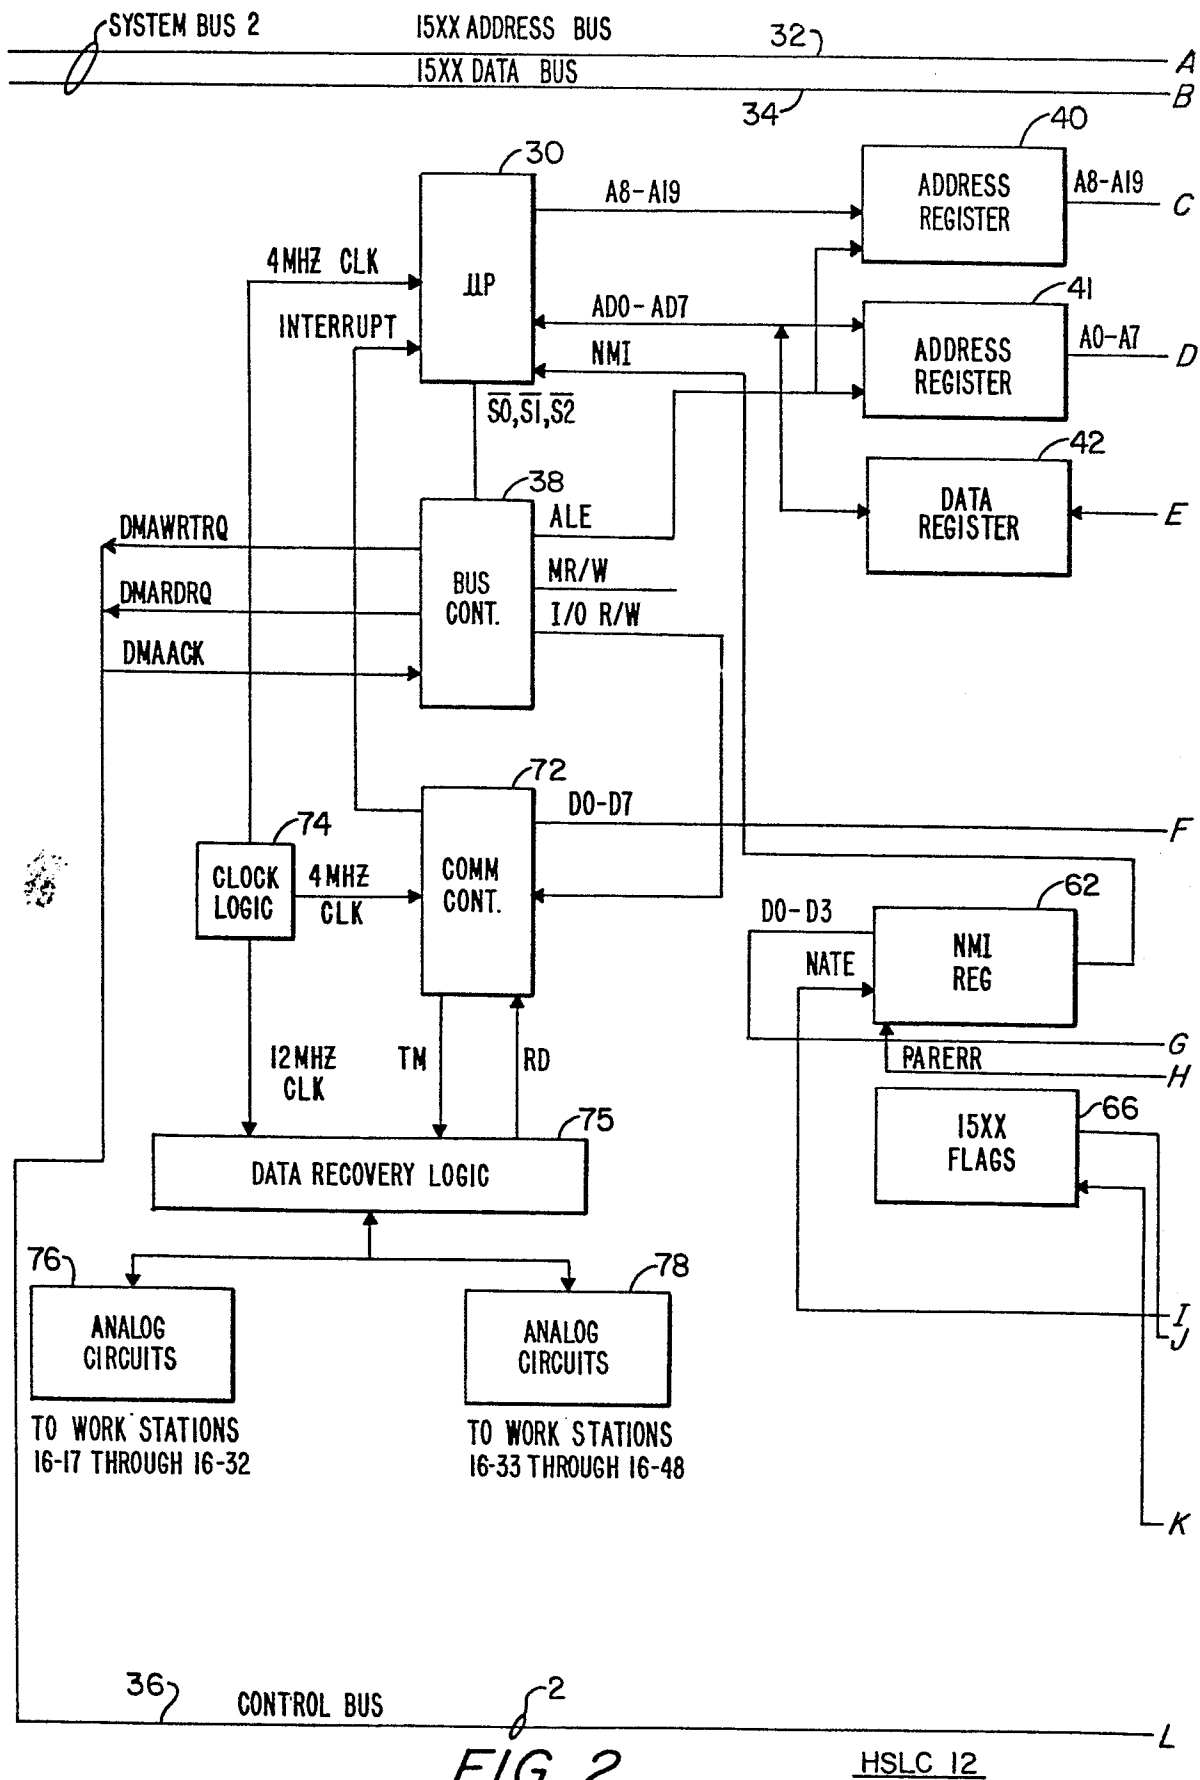 SYSTEM BUS 2
15XX ADDRESS BUS
32
A
15XX DATA BUS
34
B
30
40
A8-A19
ADDRESS
REGISTER
A8-A19
C
4MHZ CLK
μP
41
INTERRUPT
AD0-AD7
NMI
ADDRESS
REGISTER
A0-A7
D
S̅0̅,S̅1̅,S̅2̅
42
38
ALE
DATA
REGISTER
E
DMAWRTRQ
MR/W
BUS
CONT.
DMARDRQ
I/O R/W
DMAACK
72
D0-D7
F
74
CLOCK
LOGIC
4MHZ
CLK
COMM
CONT.
62
D0-D3
NMI
REG
NATE
12MHZ
CLK
TM
RD
G
PARERR
H
75
66
15XX
FLAGS
DATA RECOVERY LOGIC
76
78
ANALOG
CIRCUITS
ANALOG
CIRCUITS
I
J
TO WORK STATIONS
16-17 THROUGH 16-32
TO WORK STATIONS
16-33 THROUGH 16-48
K
36
CONTROL BUS
2
L
FIG. 2
HSLC 12